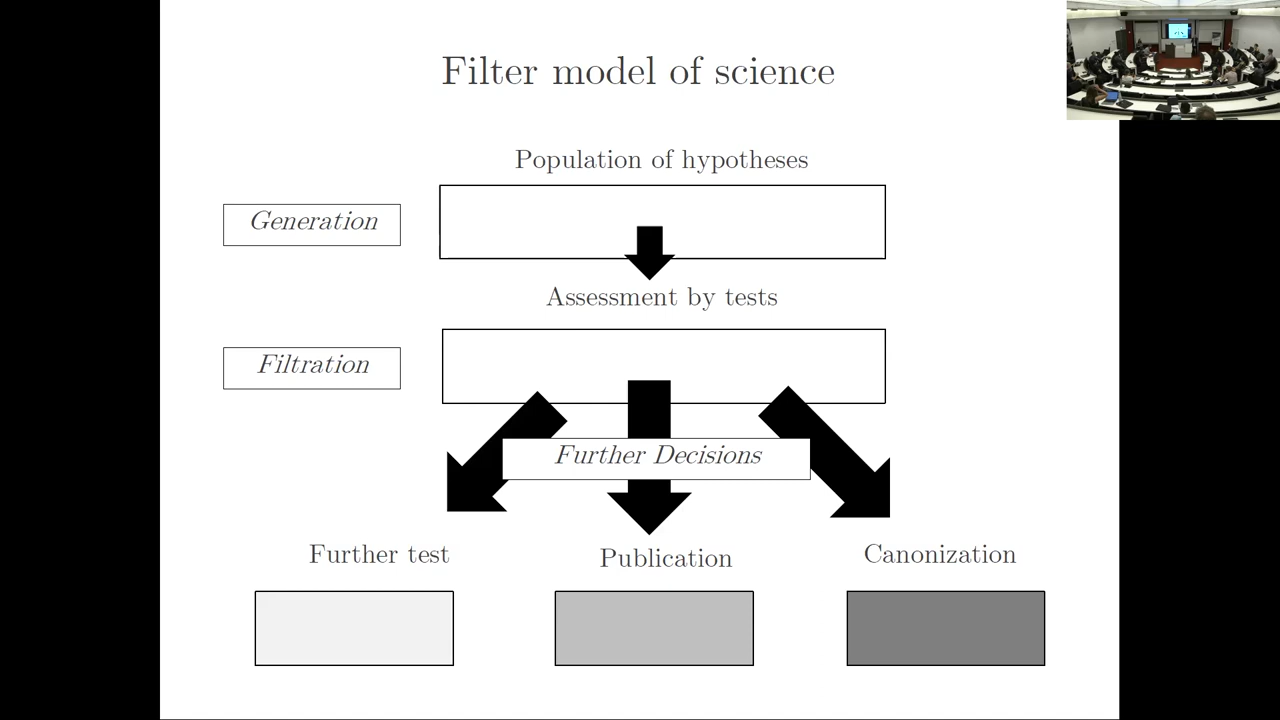 Filter model of science
Population of hypotheses
Generation
Assessment by tests
Filtration
Further Decisions
Further test
Publication
Canonization